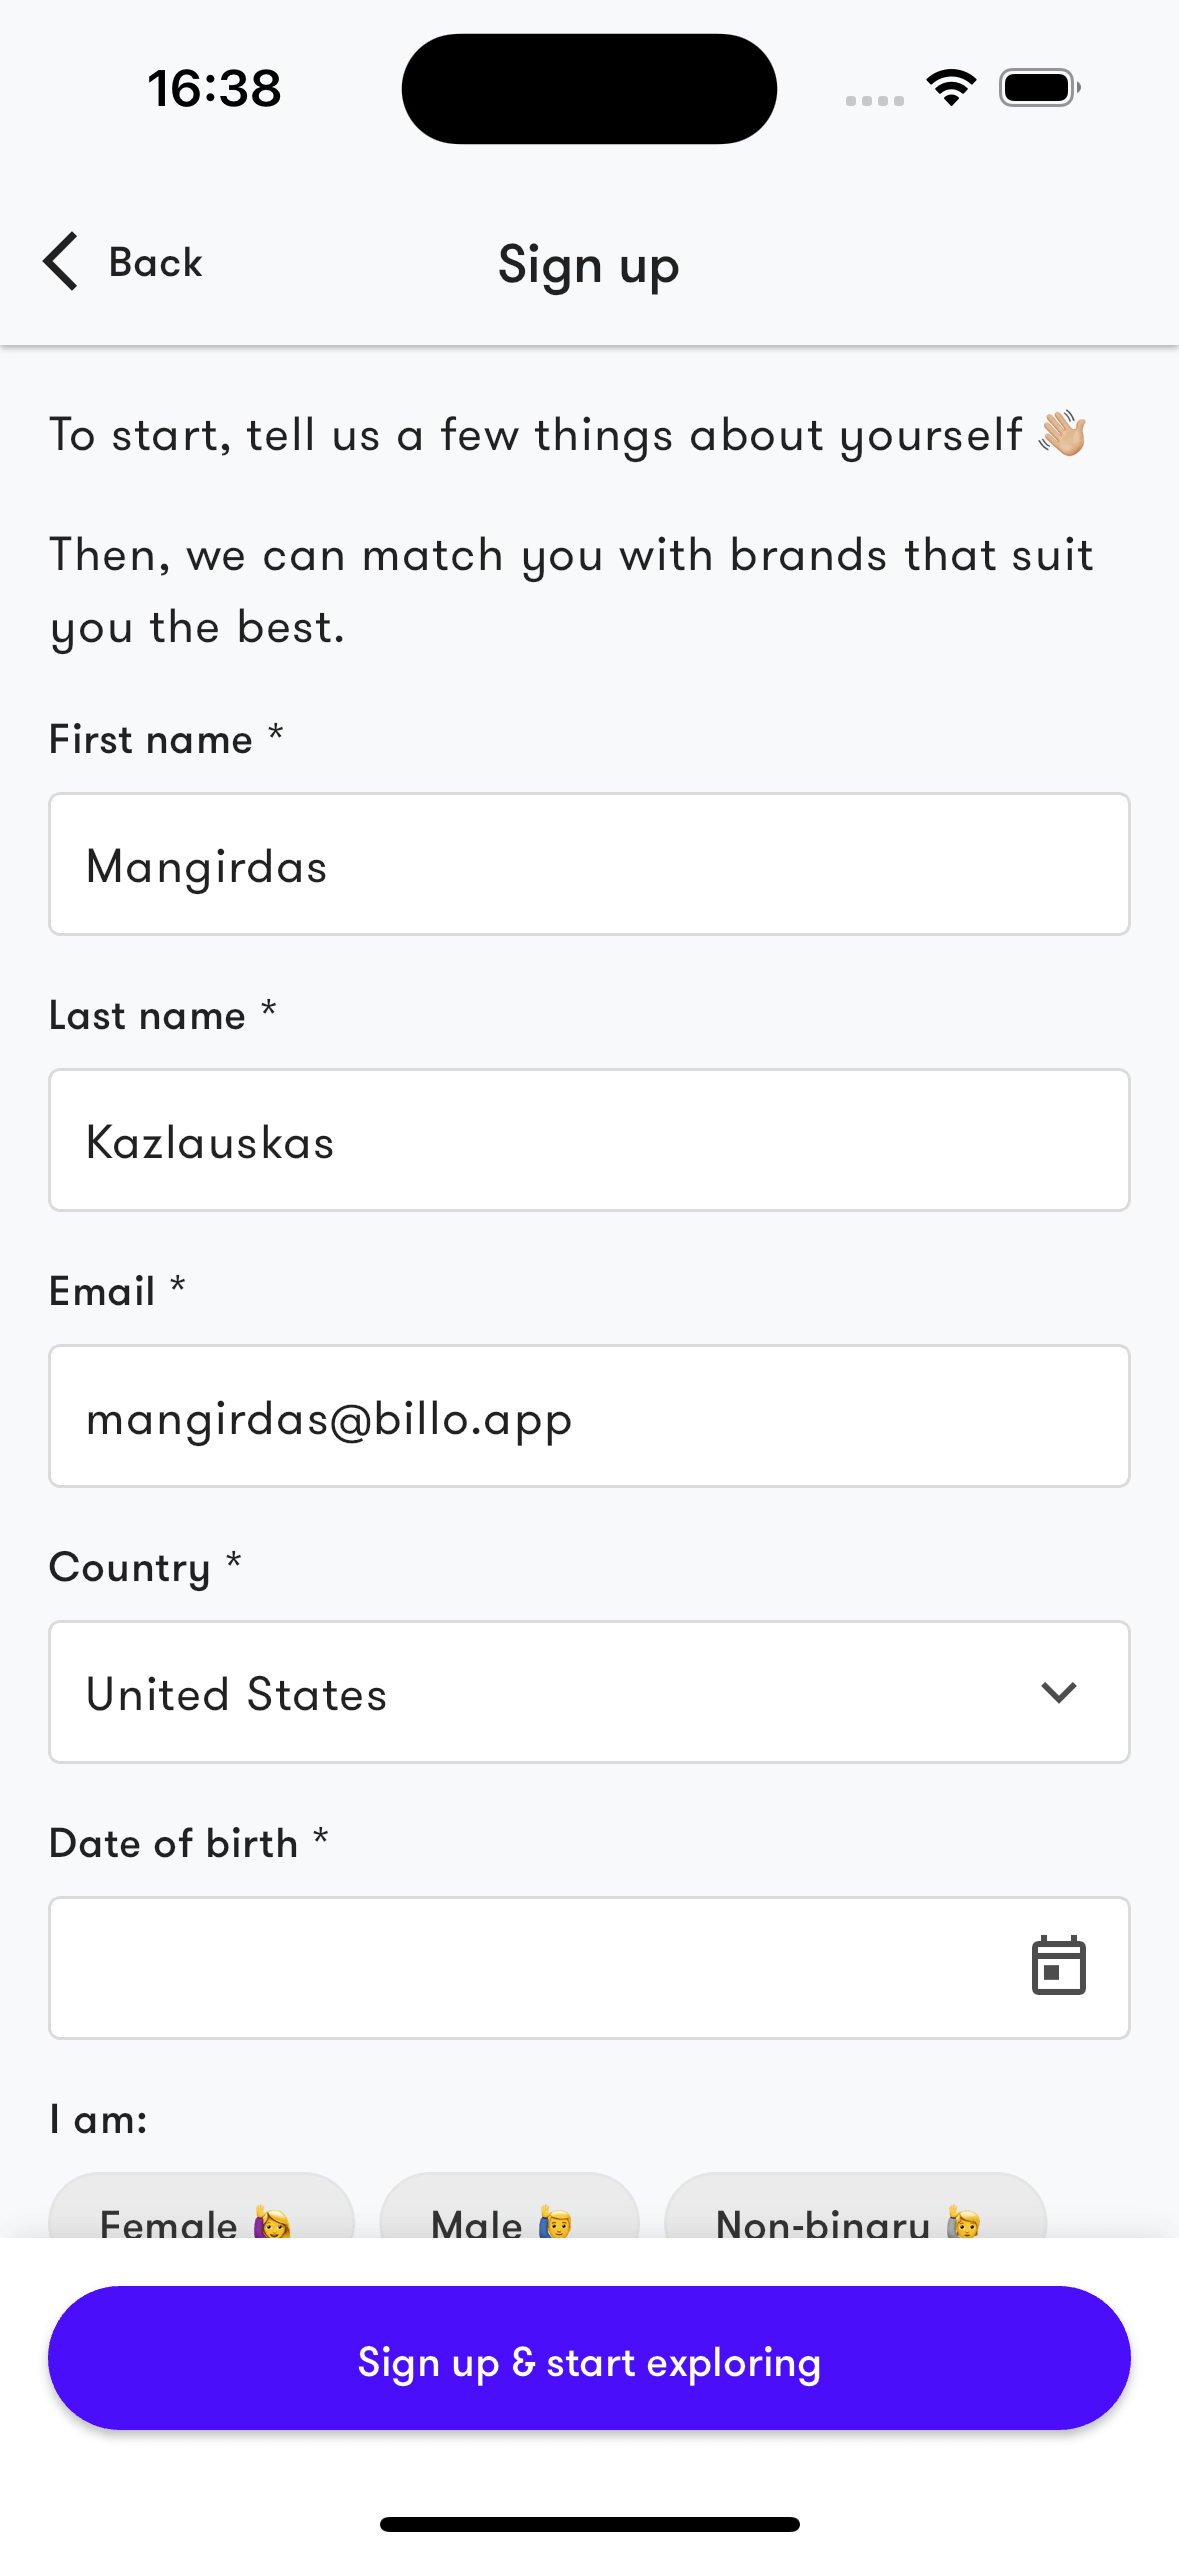 16:38
Back
Sign up
To start, tell us a few things about yourself 👋🏼
Then, we can match you with brands that suit
you the best.
First name *
Mangirdas
Last name *
Kazlauskas
Email *
mangirdas@billo.app
Country *
United States
Date of birth *
I am:
Female 🙋‍♀️ Male 🙋‍♂️ Non-binary 🙋
Sign up & start exploring